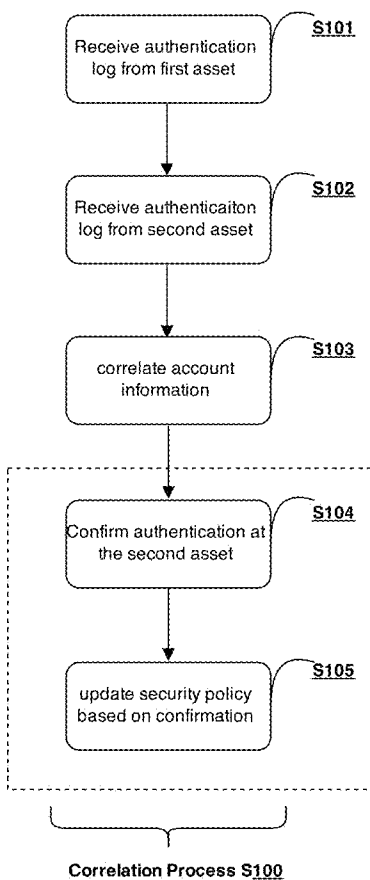 S101
Receive authentication
log from first asset
S102
Receive authenticaiton
log from second asset
S103
correlate account
information
S104
Confirm authentication at
the second asset
S105
update security policy
based on confirmation
Correlation Process S100